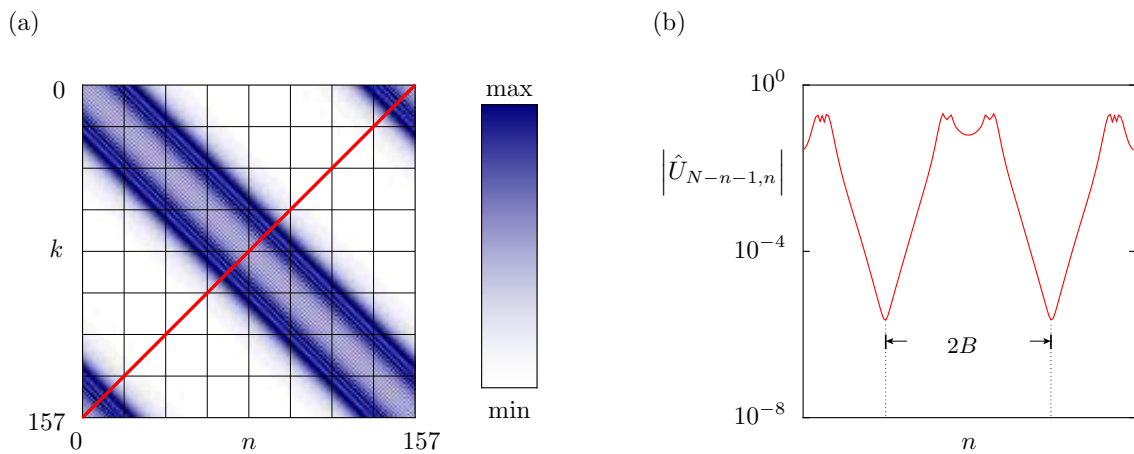 (a)
0
k
157
0
n
157
max
min
(b)
10^0
|Û_{N−n−1,n}|
10^{−4}
2B
10^{−8}
n